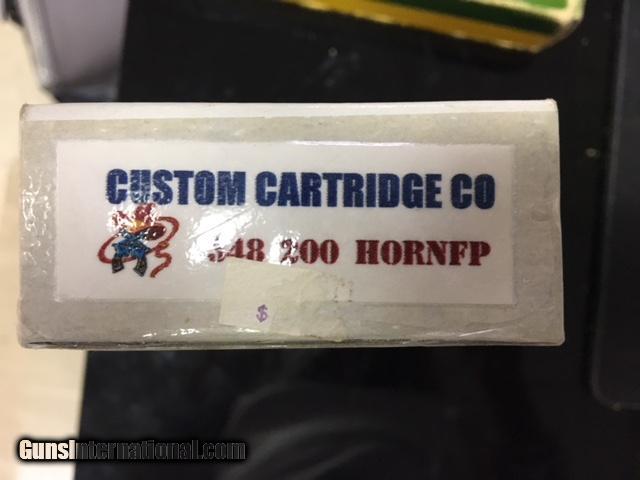 CUSTOM CARTRIDGE CO
.348 200 HORNFP
$
GunsInternational.com